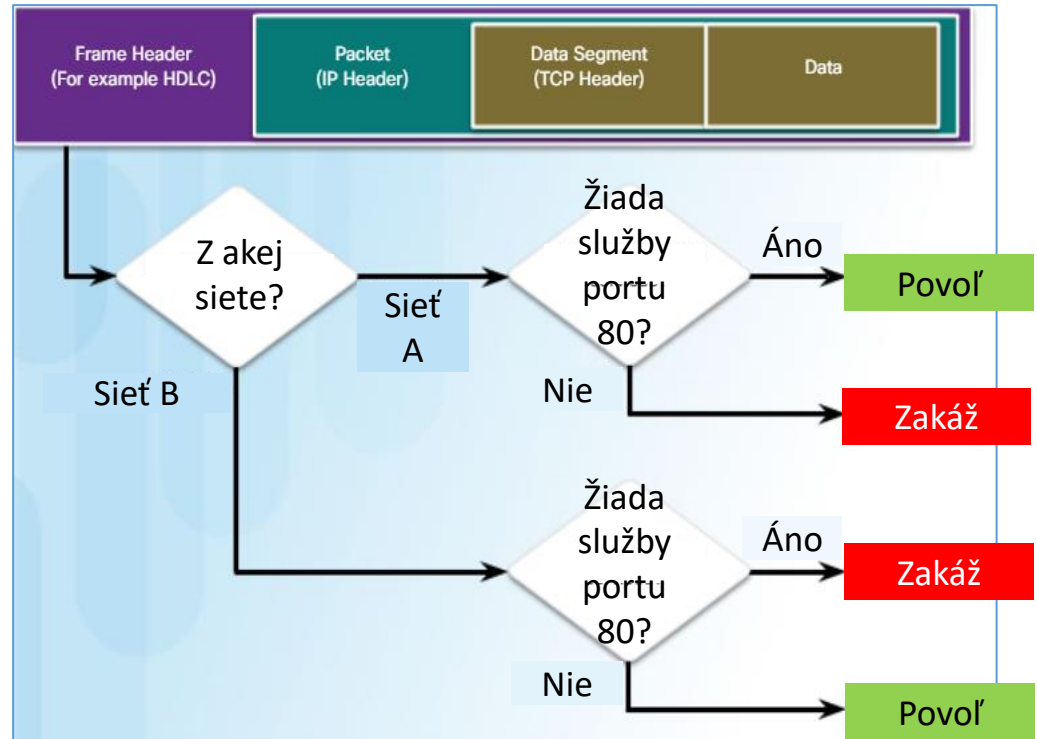 Frame Header
(For example HDLC)
Packet
(IP Header)
Data Segment
(TCP Header)
Data
Z akej
siete?
Sieť
A
Sieť B
Žiada
služby
portu
80?
Áno
Povoľ
Nie
Zakáž
Žiada
služby
portu
80?
Áno
Zakáž
Nie
Povoľ